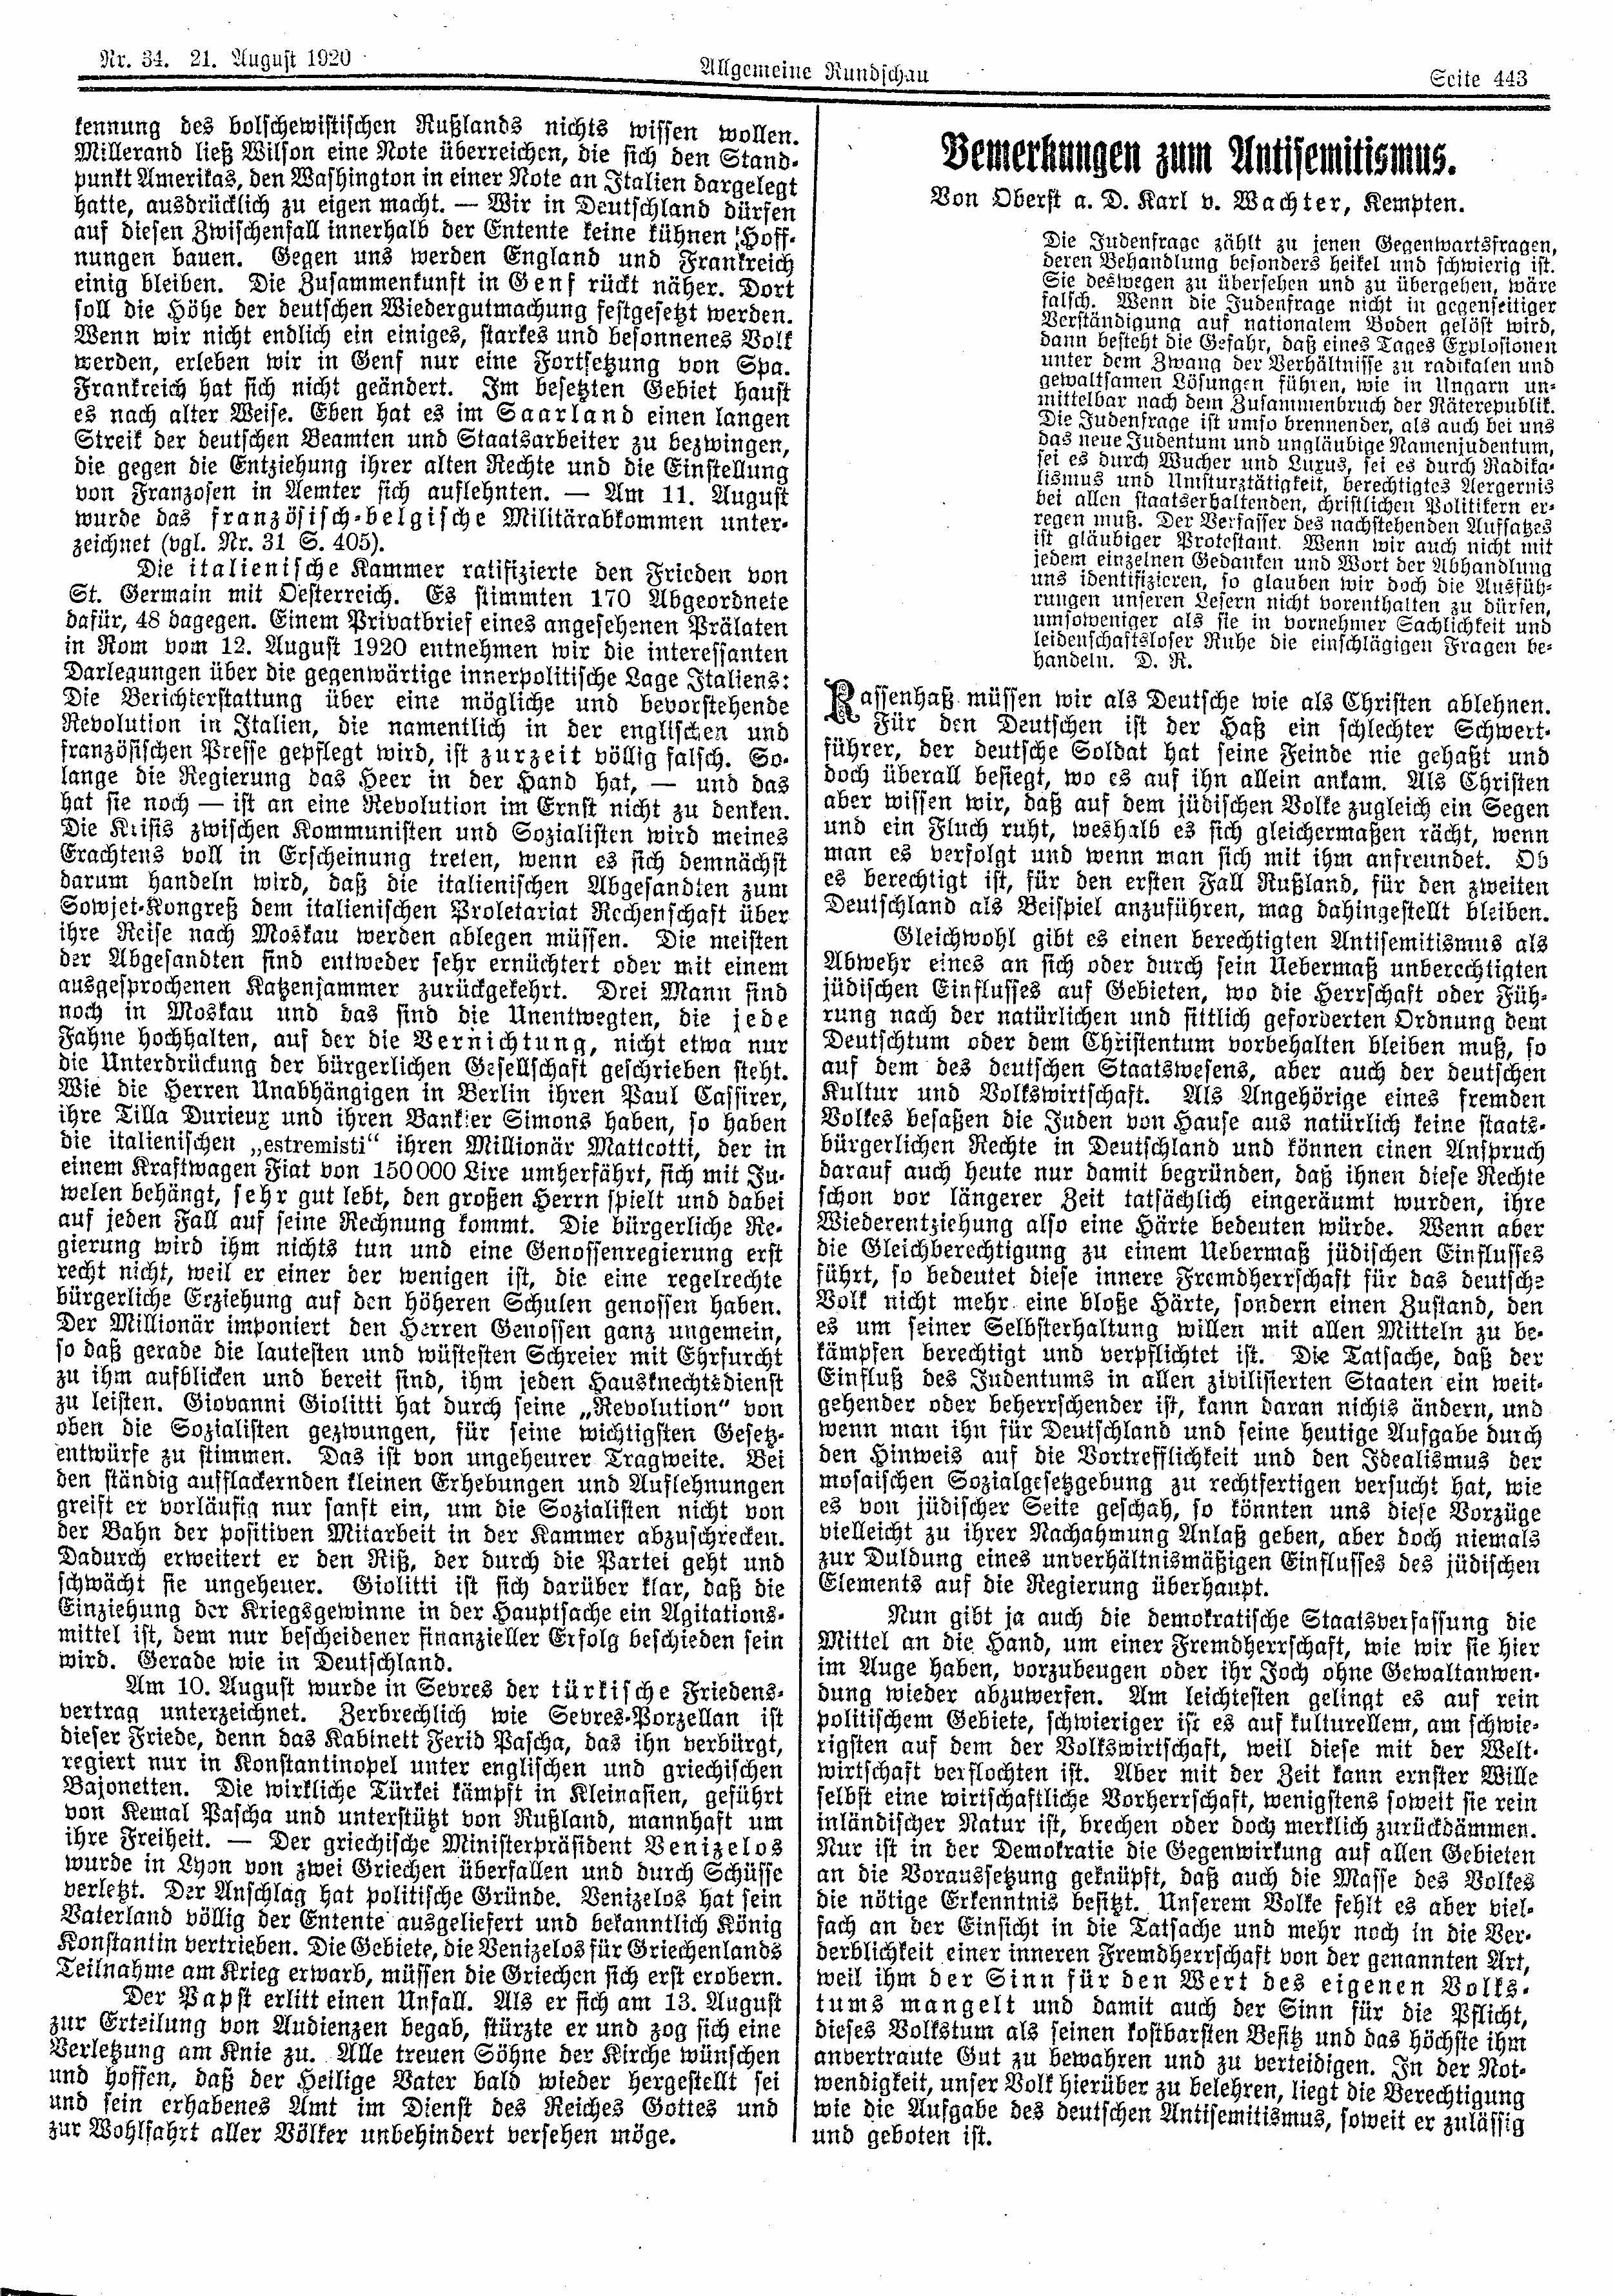 Nr. 34. 21. August 1920
Allgemeine Rundschau
Seite 443
kennung des bolschewistischen Rußlands nichts wissen wollen.
Millerand ließ Wilson eine Note überreichen, die sich den Stand-
punkt Amerikas, den Washington in einer Note an Italien dargelegt
hatte, ausdrücklich zu eigen macht. — Wir in Deutschland dürfen
auf diesen Zwischenfall innerhalb der Entente keine kühnen Hoff-
nungen bauen. Gegen uns werden England und Frankreich
einig bleiben. Die Zusammenkunft in Genf rückt näher. Dort
soll die Höhe der deutschen Wiedergutmachung festgesetzt werden.
Wenn wir nicht endlich ein einiges, starkes und besonnenes Volk
werden, erleben wir in Genf nur eine Fortsetzung von Spa.
Frankreich hat sich nicht geändert. Im besetzten Gebiet haust
es nach alter Weise. Eben hat es im Saarland einen langen
Streik der deutschen Beamten und Staatsarbeiter zu bezwingen,
die gegen die Entziehung ihrer alten Rechte und die Einstellung
von Franzosen in Aemter sich auflehnten. — Am 11. August
wurde das französisch-belgische Militärabkommen unter-
zeichnet (vgl. Nr. 31 S. 405).
Die italienische Kammer ratifizierte den Frieden von
St. Germain mit Oesterreich. Es stimmten 170 Abgeordnete
dafür, 48 dagegen. Einem Privatbrief eines angesehenen Prälaten
in Rom vom 12. August 1920 entnehmen wir die interessanten
Darlegungen über die gegenwärtige innerpolitische Lage Italiens:
Die Berichterstattung über eine mögliche und bevorstehende
Revolution in Italien, die namentlich in der englischen und
französischen Presse gepflegt wird, ist zurzeit völlig falsch. So-
lange die Regierung das Heer in der Hand hat, — und das
hat sie noch — ist an eine Revolution im Ernst nicht zu denken.
Die Krisis zwischen Kommunisten und Sozialisten wird meines
Erachtens voll in Erscheinung treten, wenn es sich demnächst
darum handeln wird, daß die italienischen Abgesandten zum
Sowjet-Kongreß dem italienischen Proletariat Rechenschaft über
ihre Reise nach Moskau werden ablegen müssen. Die meisten
der Abgesandten sind entweder sehr ernüchtert oder mit einem
ausgesprochenen Katzenjammer zurückgekehrt. Drei Mann sind
noch in Moskau und das sind die Unentwegten, die jede
Fahne hochhalten, auf der die Vernichtung, nicht etwa nur
die Unterdrückung der bürgerlichen Gesellschaft geschrieben steht.
Wie die Herren Unabhängigen in Berlin ihren Paul Cassirer,
ihre Tilla Durieux und ihren Bankier Simons haben, so haben
die italienischen „estremisti“ ihren Millionär Mattcotti, der in
einem Kraftwagen Fiat von 150000 Lire umherfährt, sich mit Ju-
welen behängt, sehr gut lebt, den großen Herrn spielt und dabei
auf jeden Fall auf seine Rechnung kommt. Die bürgerliche Re-
gierung wird ihm nichts tun und eine Genossenregierung erst
recht nicht, weil er einer der wenigen ist, die eine regelrechte
bürgerliche Erziehung auf den höheren Schulen genossen haben.
Der Millionär imponiert den Herren Genossen ganz ungemein,
so daß gerade die lautesten und wüstesten Schreier mit Ehrfurcht
zu ihm aufblicken und bereit sind, ihm jeden Hausknechtsdienst
zu leisten. Giovanni Giolitti hat durch seine „Revolution“ von
oben die Sozialisten gezwungen, für seine wichtigsten Gesetz-
entwürfe zu stimmen. Das ist von ungeheurer Tragweite. Bei
den ständig aufflackernden kleinen Erhebungen und Auflehnungen
greift er vorläufig nur sanft ein, um die Sozialisten nicht von
der Bahn der positiven Mitarbeit in der Kammer abzuschrecken.
Dadurch erweitert er den Riß, der durch die Partei geht und
schwächt sie ungeheuer. Giolitti ist sich darüber klar, daß die
Einziehung der Kriegsgewinne in der Hauptsache ein Agitations-
mittel ist, dem nur bescheidener finanzieller Erfolg beschieden sein
wird. Gerade wie in Deutschland.
Am 10. August wurde in Sevres der türkische Friedens-
vertrag unterzeichnet. Zerbrechlich wie Sevres-Porzellan ist
dieser Friede, denn das Kabinett Ferid Pascha, das ihn verbürgt,
regiert nur in Konstantinopel unter englischen und griechischen
Bajonetten. Die wirkliche Türkei kämpft in Kleinasien, geführt
von Kemal Pascha und unterstützt von Rußland, mannhaft um
ihre Freiheit. — Der griechische Ministerpräsident Venizelos
wurde in Lyon von zwei Griechen überfallen und durch Schüsse
verletzt. Der Anschlag hat politische Gründe. Venizelos hat sein
Vaterland völlig der Entente ausgeliefert und bekanntlich König
Konstantin vertrieben. Die Gebiete, die Venizelos für Griechenlands
Teilnahme am Krieg erwarb, müssen die Griechen sich erst erobern.
Der Papst erlitt einen Unfall. Als er sich am 13. August
zur Erteilung von Audienzen begab, stürzte er und zog sich eine
Verletzung am Knie zu. Alle treuen Söhne der Kirche wünschen
und hoffen, daß der Heilige Vater bald wieder hergestellt sei
und sein erhabenes Amt im Dienst des Reiches Gottes und
zur Wohlfahrt aller Völker unbehindert versehen möge.
Bemerkungen zum Antisemitismus.
Von Oberst a. D. Karl v. Wachter, Kempten.
Die Judenfrage zählt zu jenen Gegenwartsfragen,
deren Behandlung besonders heikel und schwierig ist.
Sie deswegen zu übersehen und zu übergehen, wäre
falsch. Wenn die Judenfrage nicht in gegenseitiger
Verständigung auf nationalem Boden gelöst wird,
dann besteht die Gefahr, daß eines Tages Explosionen
unter dem Zwang der Verhältnisse zu radikalen und
gewaltsamen Lösungen führen, wie in Ungarn un-
mittelbar nach dem Zusammenbruch der Räterepublik.
Die Judenfrage ist umso brennender, als auch bei uns
das neue Judentum und ungläubige Namenjudentum,
sei es durch Wucher und Luxus, sei es durch Radika-
lismus und Umsturztätigkeit, berechtigtes Aergernis
bei allen staatserhaltenden, christlichen Politikern er-
regen muß. Der Verfasser des nachstehenden Aufsatzes
ist gläubiger Protestant. Wenn wir auch nicht mit
jedem einzelnen Gedanken und Wort der Abhandlung
uns identifizieren, so glauben wir doch die Ausfüh-
rungen unseren Lesern nicht vorenthalten zu dürfen,
umsoweniger als sie in vornehmer Sachlichkeit und
leidenschaftsloser Ruhe die einschlägigen Fragen be-
handeln. D. R.
Rassenhaß müssen wir als Deutsche wie als Christen ablehnen.
Für den Deutschen ist der Haß ein schlechter Schwert-
führer, der deutsche Soldat hat seine Feinde nie gehaßt und
doch überall besiegt, wo es auf ihn allein ankam. Als Christen
aber wissen wir, daß auf dem jüdischen Volke zugleich ein Segen
und ein Fluch ruht, weshalb es sich gleichermaßen rächt, wenn
man es verfolgt und wenn man sich mit ihm anfreundet. Ob
es berechtigt ist, für den ersten Fall Rußland, für den zweiten
Deutschland als Beispiel anzuführen, mag dahingestellt bleiben.
Gleichwohl gibt es einen berechtigten Antisemitismus als
Abwehr eines an sich oder durch sein Uebermaß unberechtigten
jüdischen Einflusses auf Gebieten, wo die Herrschaft oder Füh-
rung nach der natürlichen und sittlich geforderten Ordnung dem
Deutschtum oder dem Christentum vorbehalten bleiben muß, so
auf dem des deutschen Staatswesens, aber auch der deutschen
Kultur und Volkswirtschaft. Als Angehörige eines fremden
Volkes besaßen die Juden von Hause aus natürlich keine staats-
bürgerlichen Rechte in Deutschland und können einen Anspruch
darauf auch heute nur damit begründen, daß ihnen diese Rechte
schon vor längerer Zeit tatsächlich eingeräumt wurden, ihre
Wiederentziehung also eine Härte bedeuten würde. Wenn aber
die Gleichberechtigung zu einem Uebermaß jüdischen Einflusses
führt, so bedeutet diese innere Fremdherrschaft für das deutsche
Volk nicht mehr eine bloße Härte, sondern einen Zustand, den
es um seiner Selbsterhaltung willen mit allen Mitteln zu be-
kämpfen berechtigt und verpflichtet ist. Die Tatsache, daß der
Einfluß des Judentums in allen zivilisierten Staaten ein weit-
gehender oder beherrschender ist, kann daran nichts ändern, und
wenn man ihn für Deutschland und seine heutige Aufgabe durch
den Hinweis auf die Vortrefflichkeit und den Idealismus der
mosaischen Sozialgesetzgebung zu rechtfertigen versucht hat, wie
es von jüdischer Seite geschah, so könnten uns diese Vorzüge
vielleicht zu ihrer Nachahmung Anlaß geben, aber doch niemals
zur Duldung eines unverhältnismäßigen Einflusses des jüdischen
Elements auf die Regierung überhaupt.
Nun gibt ja auch die demokratische Staatsverfassung die
Mittel an die Hand, um einer Fremdherrschaft, wie wir sie hier
im Auge haben, vorzubeugen oder ihr Joch ohne Gewaltanwen-
dung wieder abzuwerfen. Am leichtesten gelingt es auf rein
politischem Gebiete, schwieriger ist es auf kulturellem, am schwie-
rigsten auf dem der Volkswirtschaft, weil diese mit der Welt-
wirtschaft verflochten ist. Aber mit der Zeit kann ernster Wille
selbst eine wirtschaftliche Vorherrschaft, wenigstens soweit sie rein
inländischer Natur ist, brechen oder doch merklich zurückdämmen.
Nur ist in der Demokratie die Gegenwirkung auf allen Gebieten
an die Voraussetzung geknüpft, daß auch die Masse des Volkes
die nötige Erkenntnis besitzt. Unserem Volke fehlt es aber viel-
fach an der Einsicht in die Tatsache und mehr noch in die Ver-
derblichkeit einer inneren Fremdherrschaft von der genannten Art,
weil ihm der Sinn für den Wert des eigenen Volks-
tums mangelt und damit auch der Sinn für die Pflicht,
dieses Volkstum als seinen kostbarsten Besitz und das höchste ihm
anvertraute Gut zu bewahren und zu verteidigen. In der Not-
wendigkeit, unser Volk hierüber zu belehren, liegt die Berechtigung
wie die Aufgabe des deutschen Antisemitismus, soweit er zulässig
und geboten ist.